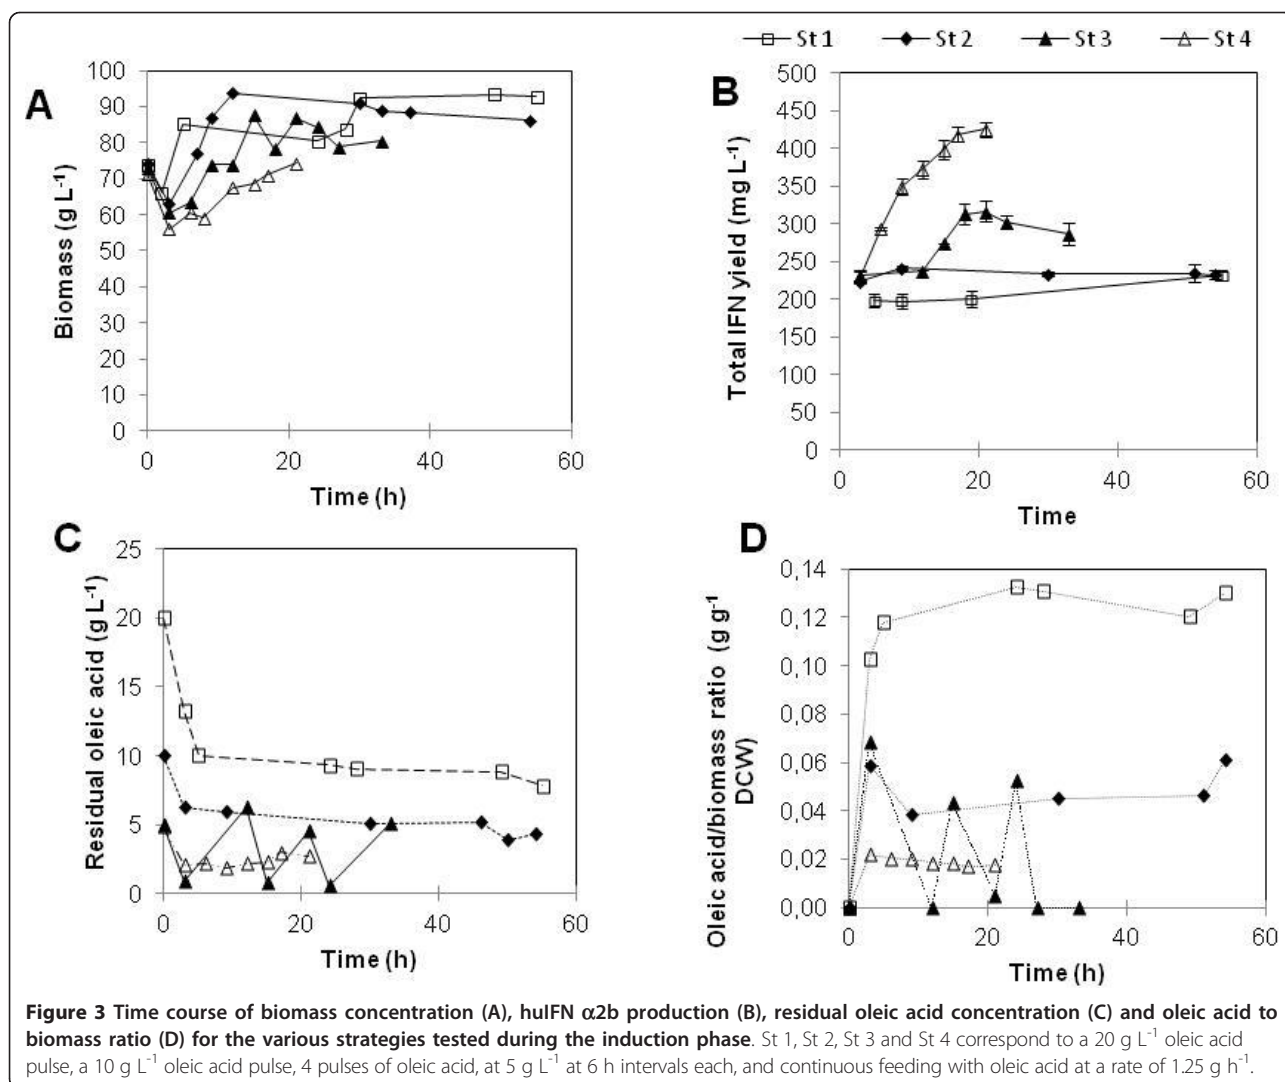 St 1 St 2 St 3 St 4
A
Biomass (g L-1)
100
90
80
70
60
50
40
30
20
10
0
0 20 40 60
Time (h)
B
Total IFN yield (mg L-1)
500
450
400
350
300
250
200
150
100
50
0
0 20 40 60
Time
C
Residual oleic acid (g L-1)
25
20
15
10
5
0
0 20 40 60
Time (h)
D
Oleic acid/biomass ratio (g g-1
DCW)
0,14
0,12
0,10
0,08
0,06
0,04
0,02
0,00
0 20 40 60
Time (h)
Figure 3 Time course of biomass concentration (A), huIFN α2b production (B), residual oleic acid concentration (C) and oleic acid to
biomass ratio (D) for the various strategies tested during the induction phase. St 1, St 2, St 3 and St 4 correspond to a 20 g L-1 oleic acid
pulse, a 10 g L-1 oleic acid pulse, 4 pulses of oleic acid, at 5 g L-1 at 6 h intervals each, and continuous feeding with oleic acid at a rate of 1.25 g h-1.